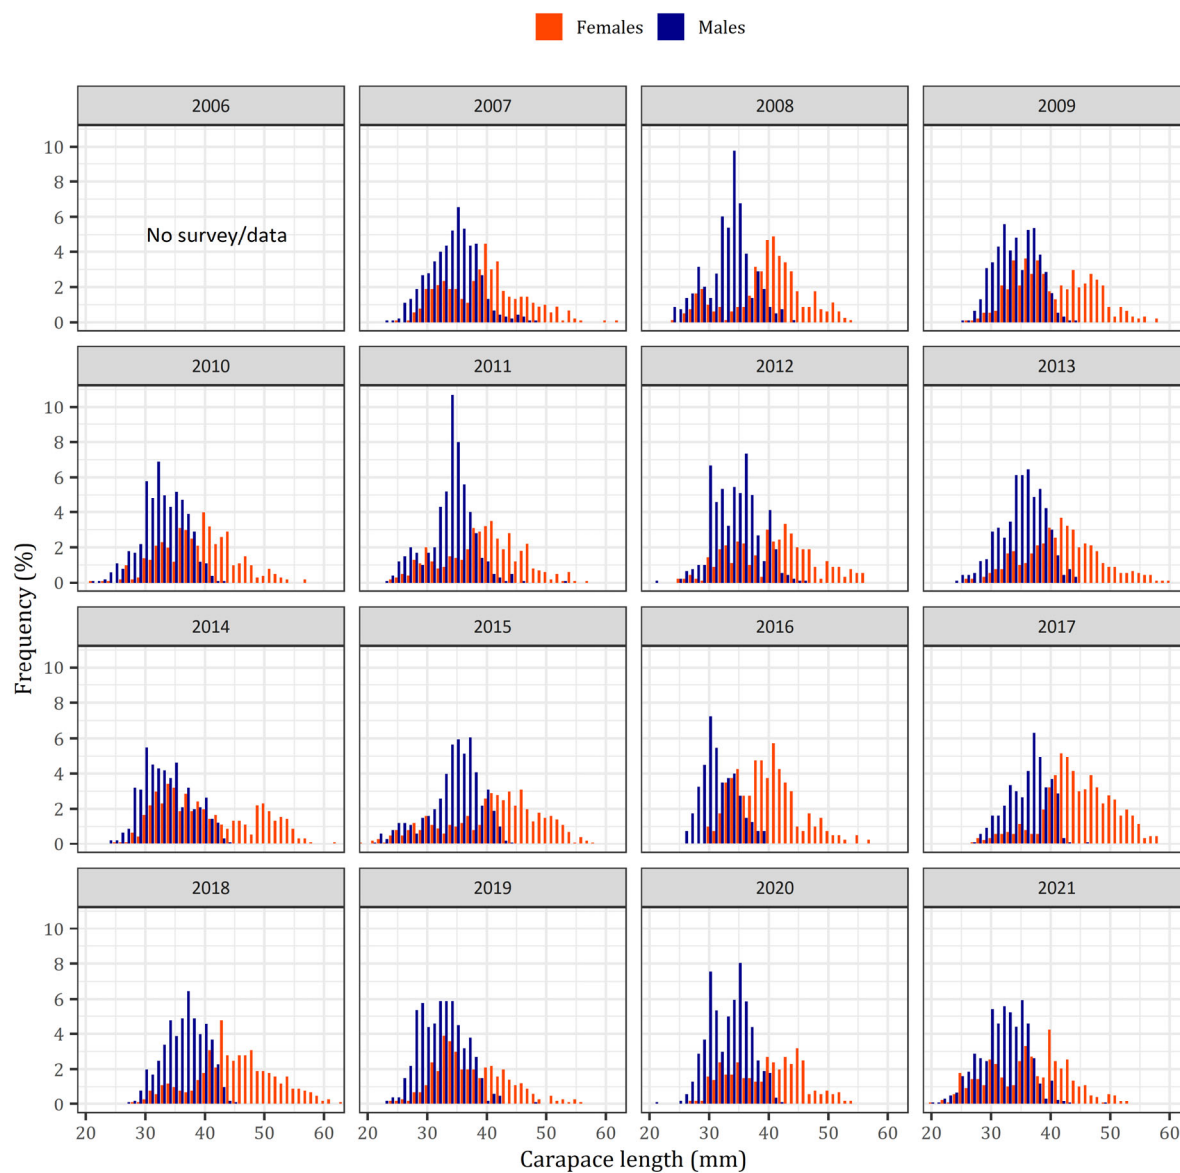 Females Males
2006 2007 2008 2009
10
8
6
4
2
0
No survey/data
2010 2011 2012 2013
10
8
6
4
2
0
2014 2015 2016 2017
10
8
6
4
2
0
2018 2019 2020 2021
10
8
6
4
2
0
20 30 40 50 60 20 30 40 50 60 20 30 40 50 60 20 30 40 50 60
Frequency (%)
Carapace length (mm)